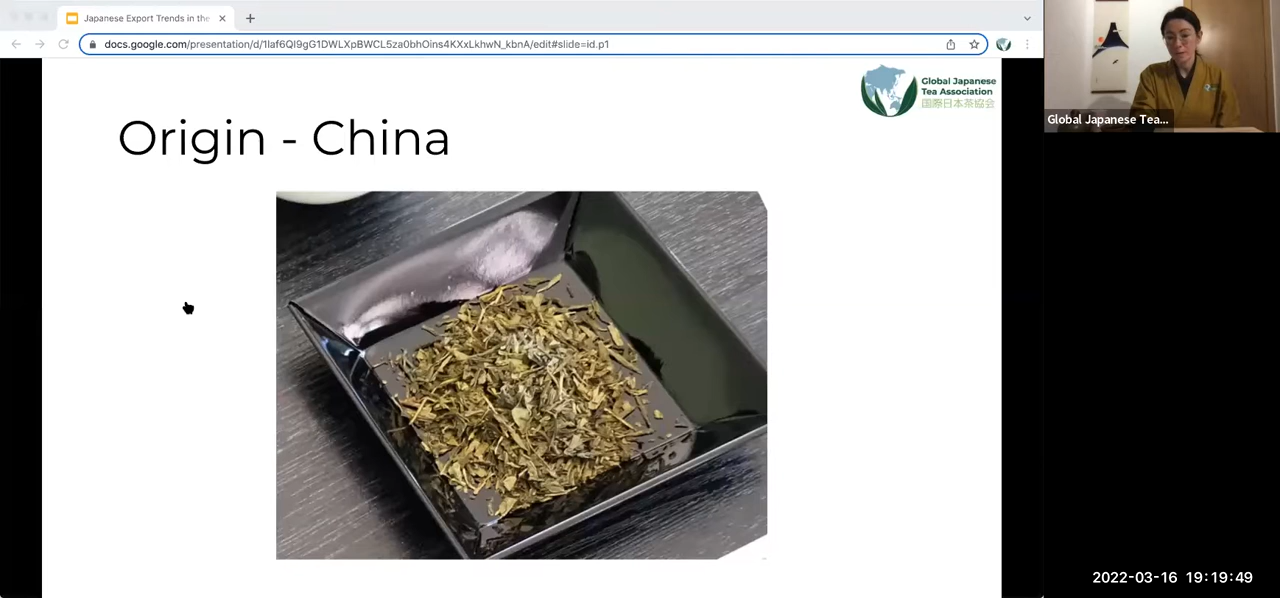 Japanese Export Trends in the
docs.google.com/presentation/d/1Iaf6QI9gG1DWLXpBWCL5za0bhOins4KXxLkhwN_kbnA/edit#slide=id.p1
Global Japanese
Tea Association
国際日本茶協会
Origin - China
Global Japanese Tea...
2022-03-16 19:19:49